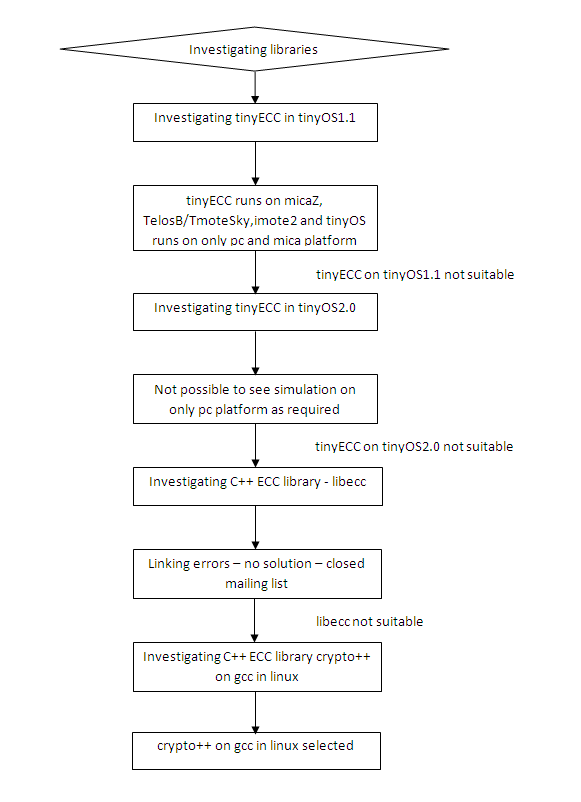 Investigating libraries
Investigating tinyECC in tinyOS1.1
tinyECC runs on micaZ,
TelosB/TmoteSky,imote2 and tinyOS
runs on only pc and mica platform
tinyECC on tinyOS1.1 not suitable
Investigating tinyECC in tinyOS2.0
Not possible to see simulation on
only pc platform as required
tinyECC on tinyOS2.0 not suitable
Investigating C++ ECC library - libecc
Linking errors – no solution – closed
mailing list
libecc not suitable
Investigating C++ ECC library crypto++
on gcc in linux
crypto++ on gcc in linux selected